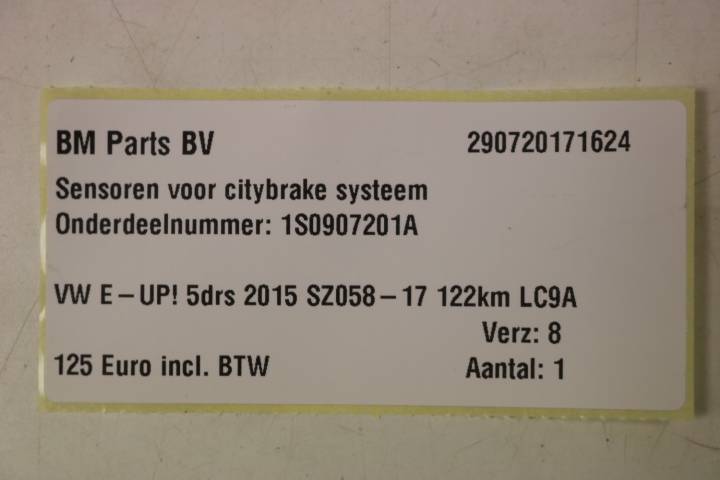 BM Parts BV 290720171624
Sensoren voor citybrake systeem
Onderdeelnummer: 1S0907201A
VW E-UP! 5drs 2015 SZ058-17 122km LC9A
Verz: 8
125 Euro incl. BTW Aantal: 1